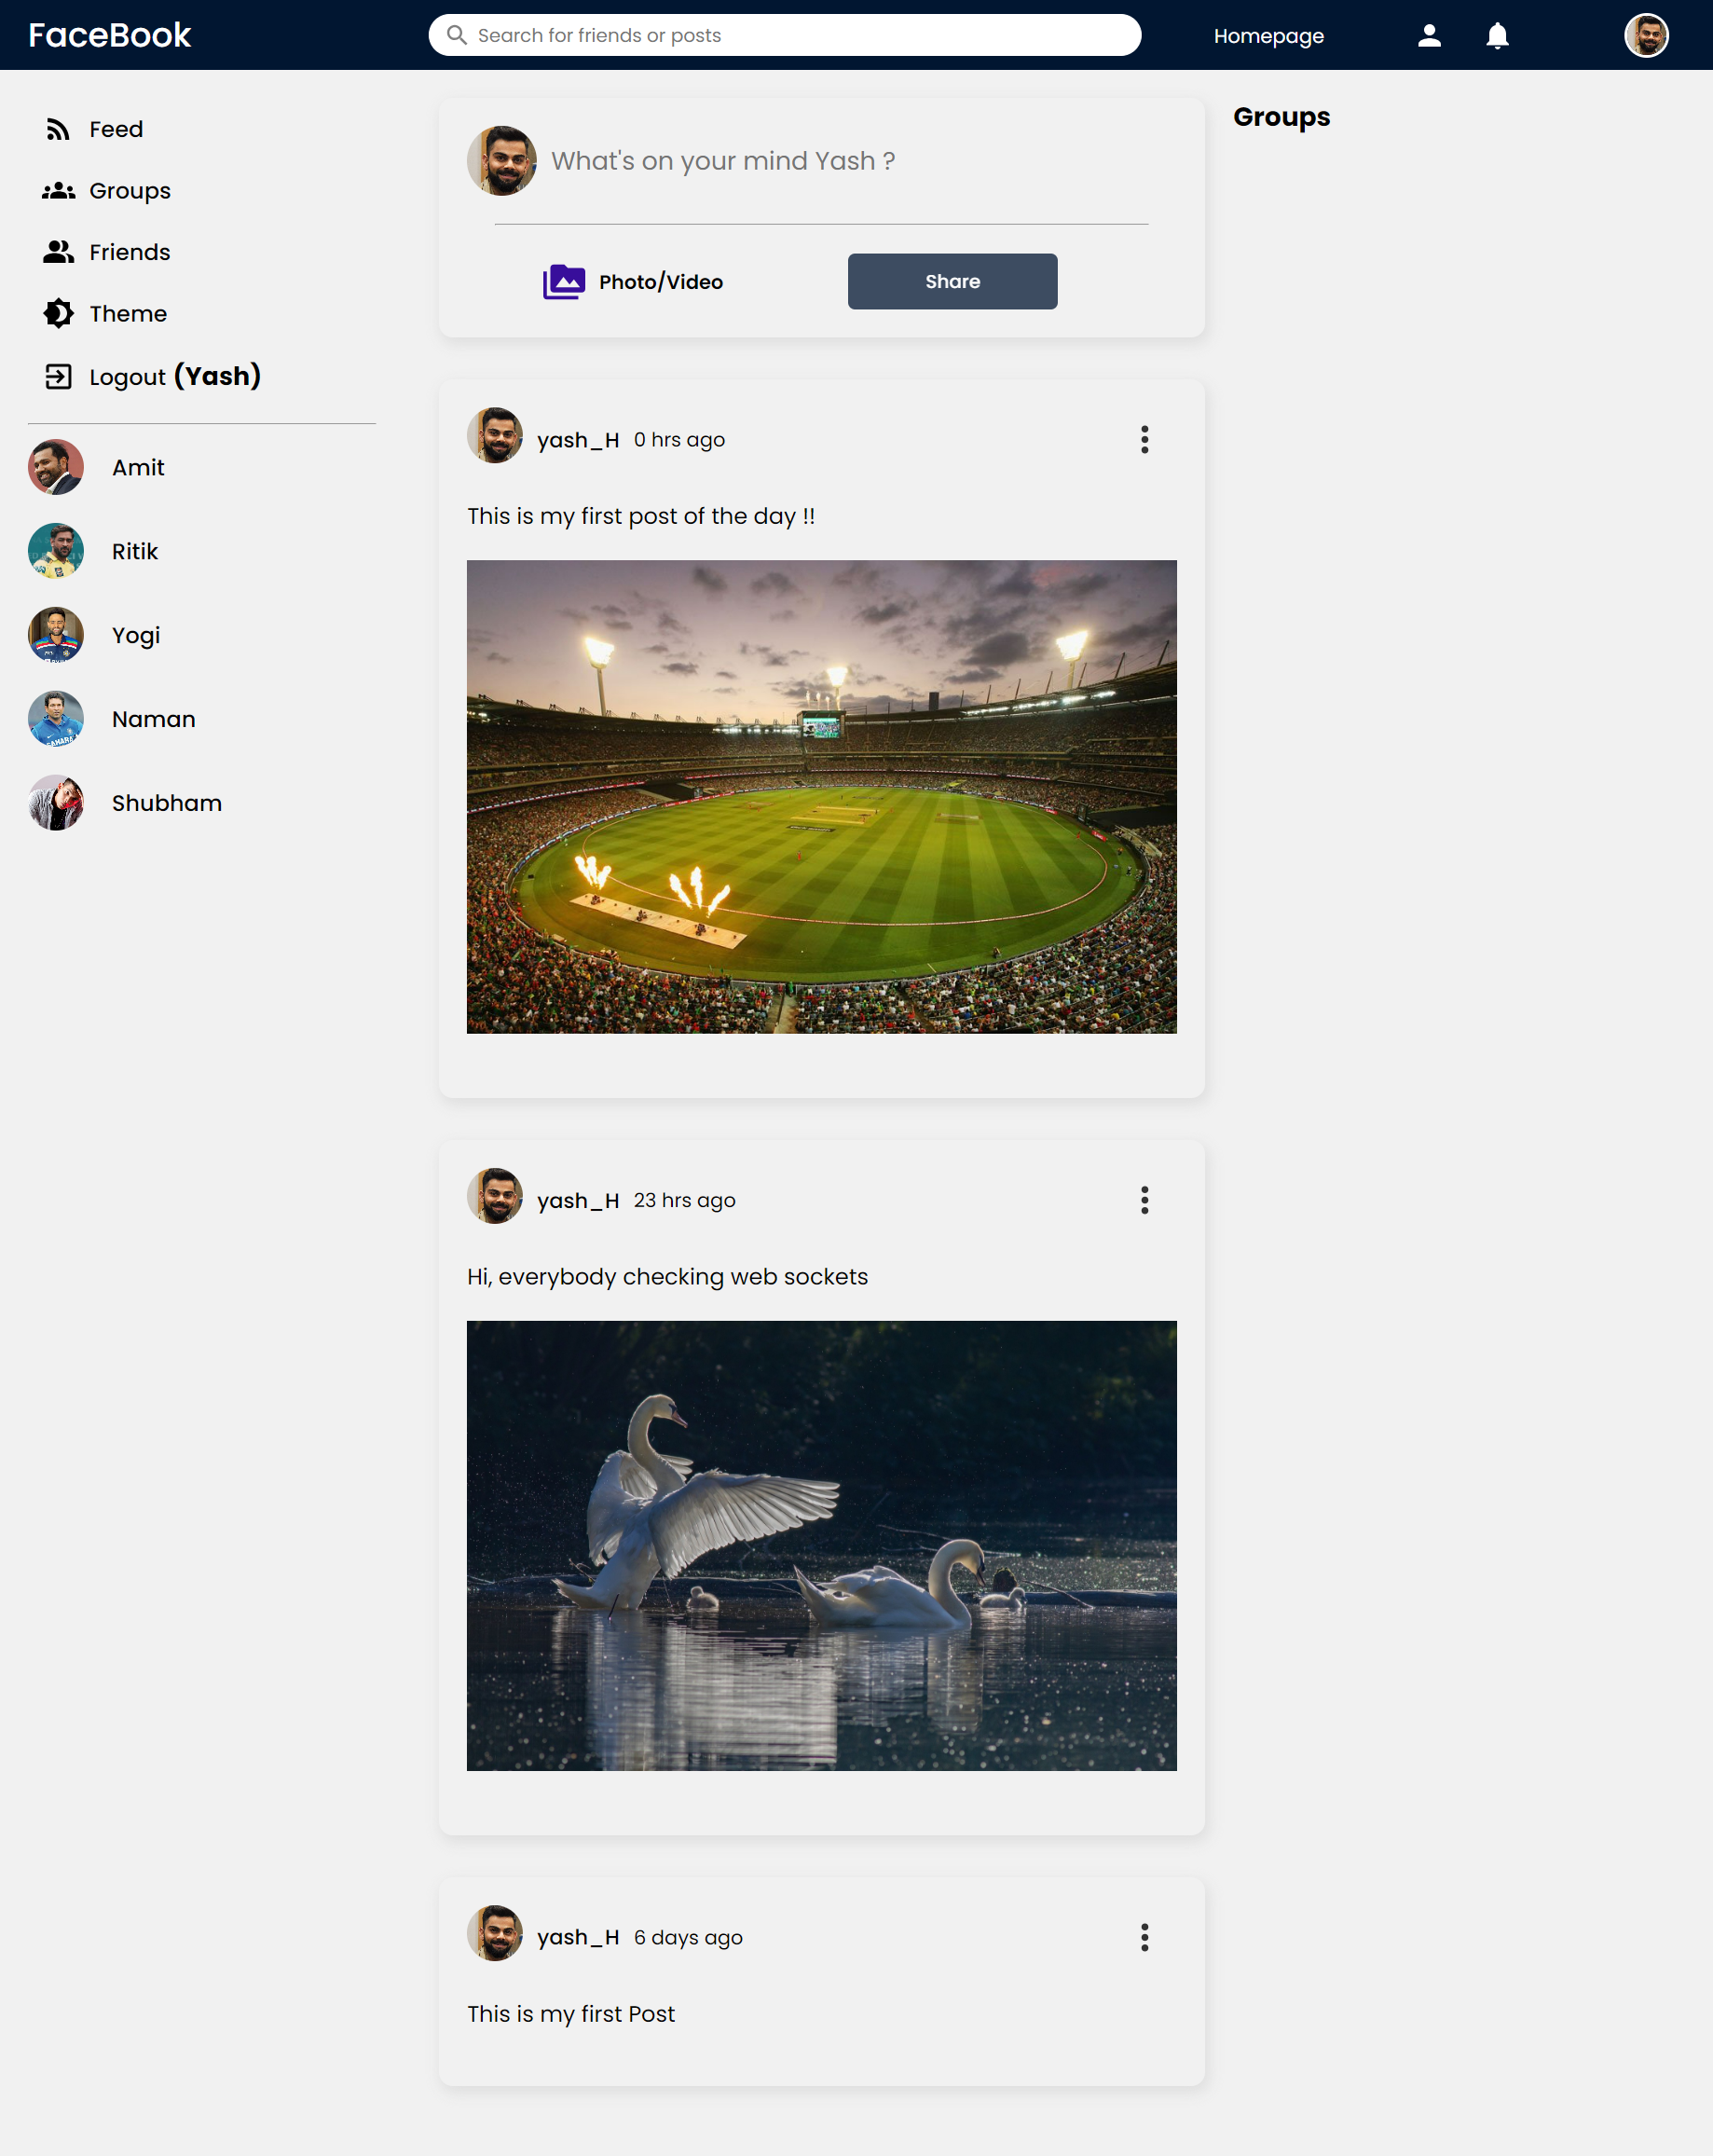 FaceBook
Search for friends or posts
Homepage
Feed
Groups
Friends
Theme
Logout (Yash)
Amit
Ritik
Yogi
Naman
Shubham
What's on your mind Yash ?
Photo/Video
Share
yash_H 0 hrs ago
This is my first post of the day !!
yash_H 23 hrs ago
Hi, everybody checking web sockets
yash_H 6 days ago
This is my first Post
Groups